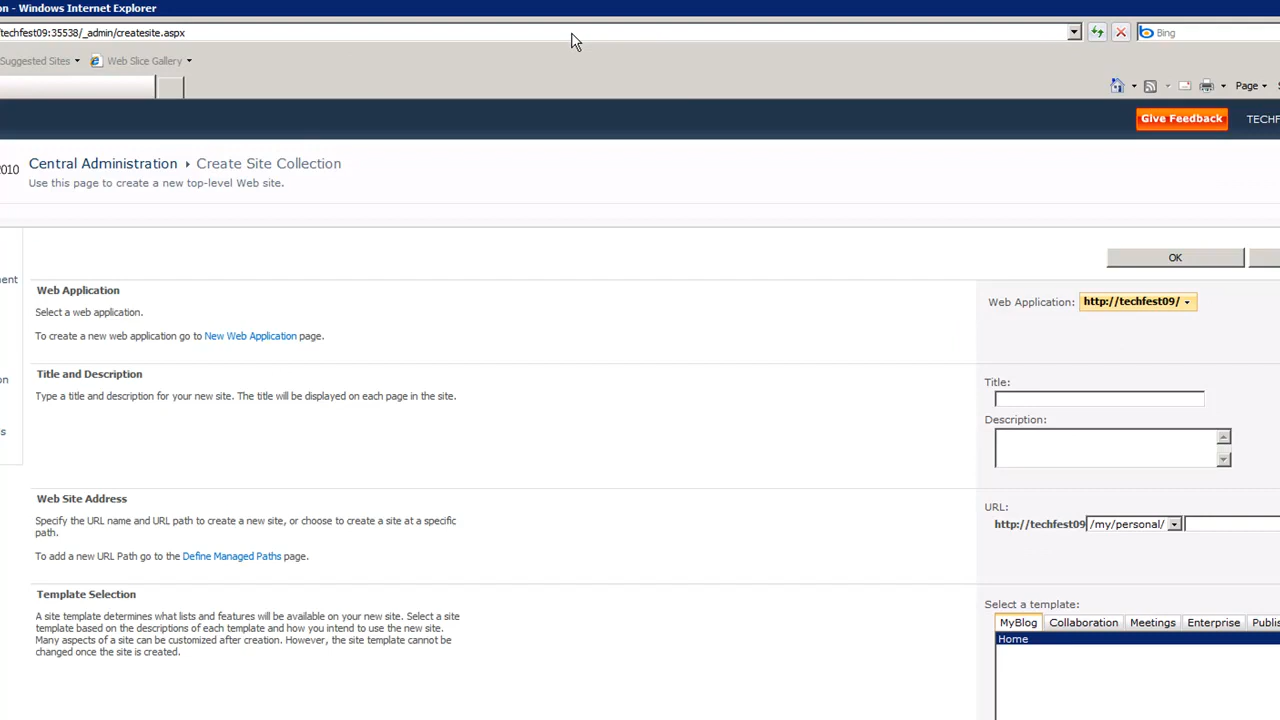 on - Windows Internet Explorer
techfest09:35538/_admin/createsite.aspx
Bing
Suggested Sites
Web Slice Gallery
Page
Give Feedback
TECHF
2010
Central Administration
Create Site Collection
Use this page to create a new top-level Web site.
OK
ent
Web Application
Select a web application.
To create a new web application go to New Web Application page.
Web Application: http://techfest09/
Title and Description
Type a title and description for your new site. The title will be displayed on each page in the site.
on
s
Title:
Description:
Web Site Address
Specify the URL name and URL path to create a new site, or choose to create a site at a specific
path.
To add a new URL Path go to the Define Managed Paths page.
URL:
http://techfest09 /my/personal/
Template Selection
A site template determines what lists and features will be available on your new site. Select a site
template based on the descriptions of each template and how you intend to use the new site.
Many aspects of a site can be customized after creation. However, the site template cannot be
changed once the site is created.
Select a template:
MyBlog Collaboration Meetings Enterprise Publis
Home